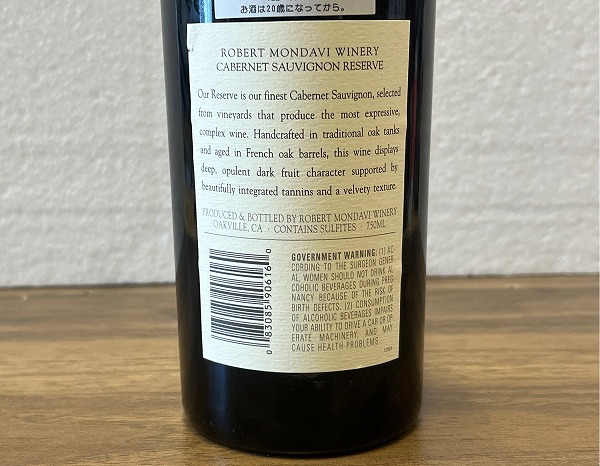 お酒は20歳になってから。
ROBERT MONDAVI WINERY
CABERNET SAUVIGNON RESERVE
Our Reserve is our finest Cabernet Sauvignon, selected
from vineyards that produce the most expressive,
complex wine. Handcrafted in traditional oak tanks
and aged in French oak barrels, this wine displays
deep, opulent dark fruit character supported by
beautifully integrated tannins and a velvety texture.
PRODUCED & BOTTLED BY ROBERT MONDAVI WINERY
OAKVILLE, CA · CONTAINS SULFITES · 750ML
0 83085 90616 0
GOVERNMENT WARNING: (1) AC-
CORDING TO THE SURGEON GENER-
AL, WOMEN SHOULD NOT DRINK AL-
COHOLIC BEVERAGES DURING PREG-
NANCY BECAUSE OF THE RISK OF
BIRTH DEFECTS. (2) CONSUMPTION
OF ALCOHOLIC BEVERAGES IMPAIRS
YOUR ABILITY TO DRIVE A CAR OR OP-
ERATE MACHINERY, AND MAY
CAUSE HEALTH PROBLEMS